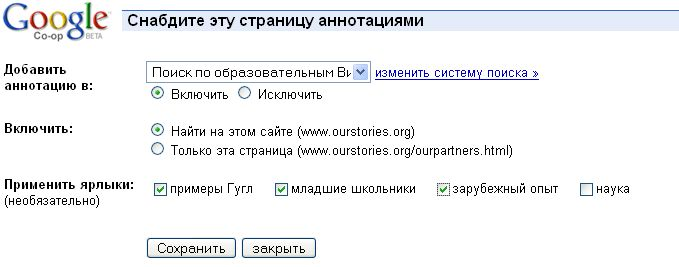 Google
Co-op BETA
Снабдите эту страницу аннотациями
Добавить аннотацию в:
Поиск по образовательным Ви изменить систему поиска »
Включить Исключить
Включить:
Найти на этом сайте (www.ourstories.org)
Только эта страница (www.ourstories.org/ourpartners.html)
Применить ярлыки: примеры Гугл младшие школьники зарубежный опыт наука
(необязательно)
Сохранить закрыть